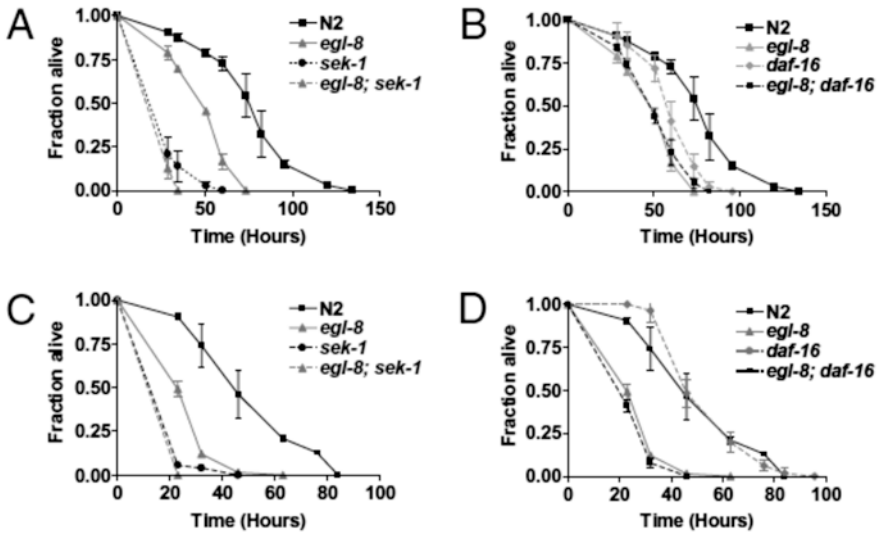 A
Fraction alive
1.00
0.75
0.50
0.25
0.00
0
50
100
150
Time (Hours)
N2
egl-8
sek-1
egl-8; sek-1
B
Fraction alive
1.00
0.75
0.50
0.25
0.00
0
50
100
150
Time (Hours)
N2
egl-8
daf-16
egl-8; daf-16
C
Fraction alive
1.00
0.75
0.50
0.25
0.00
0
20
40
60
80
100
Time (Hours)
N2
egl-8
sek-1
egl-8; sek-1
D
Fraction alive
1.00
0.75
0.50
0.25
0.00
0
20
40
60
80
100
Time (Hours)
N2
egl-8
daf-16
egl-8; daf-16